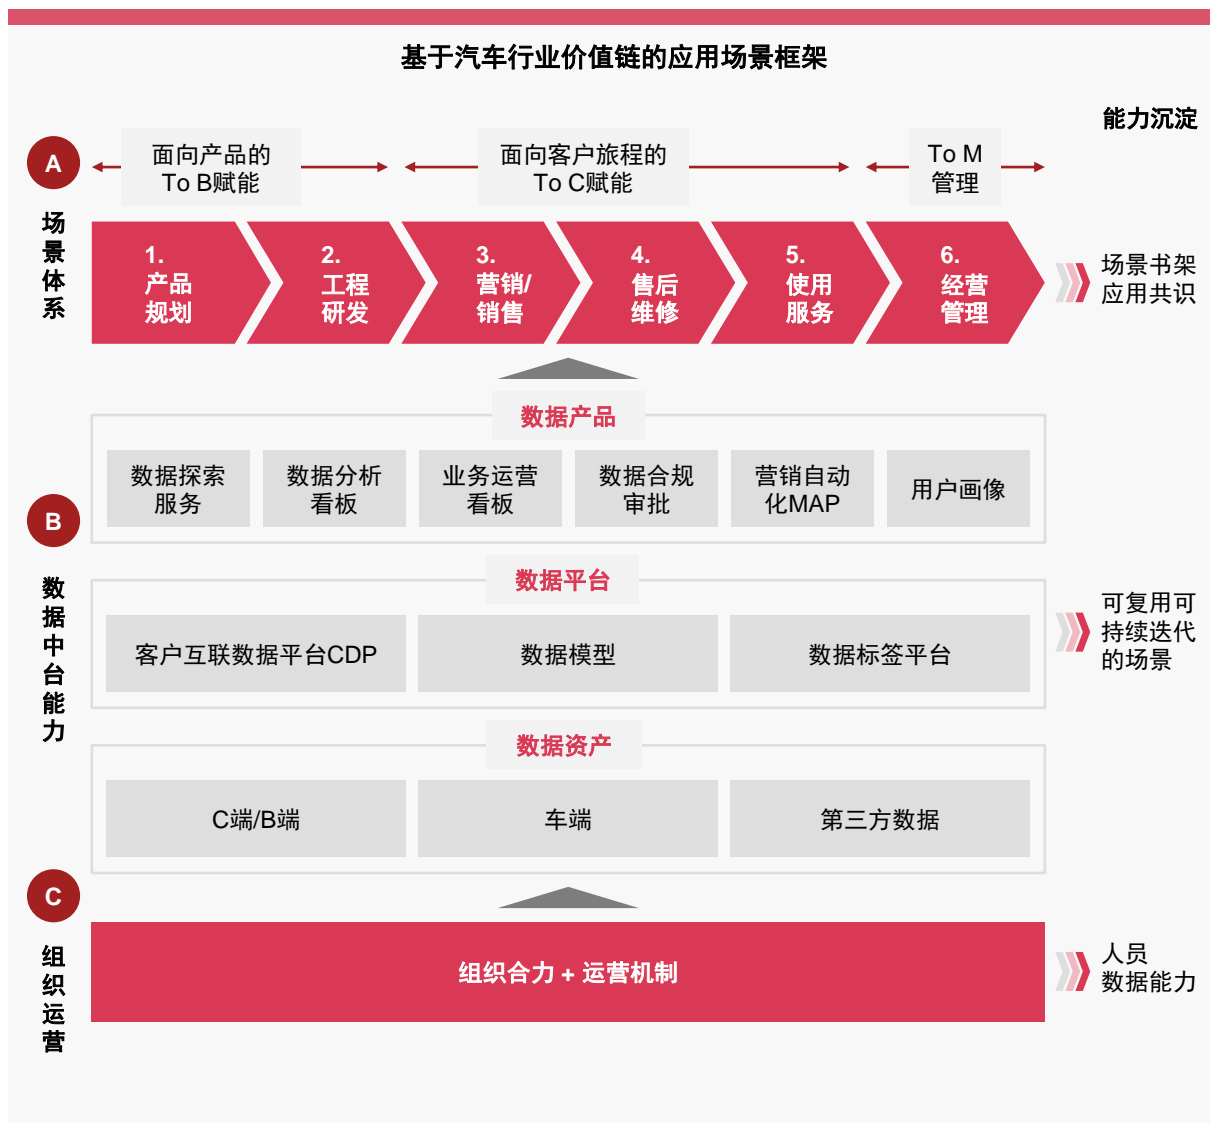 基于汽车行业价值链的应用场景框架
能力沉淀
A
场
景
体
系
面向产品的
To B赋能
面向客户旅程的
To C赋能
To M
管理
1.
产品
规划
2.
工程
研发
3.
营销/
销售
4.
售后
维修
5.
使用
服务
6.
经营
管理
场景书架
应用共识
B
数
据
中
台
能
力
数据产品
数据探索
服务
数据分析
看板
业务运营
看板
数据合规
审批
营销自动
化MAP
用户画像
数据平台
客户互联数据平台CDP
数据模型
数据标签平台
可复用可
持续迭代
的场景
数据资产
C端/B端
车端
第三方数据
C
组
织
运
营
组织合力 + 运营机制
人员
数据能力